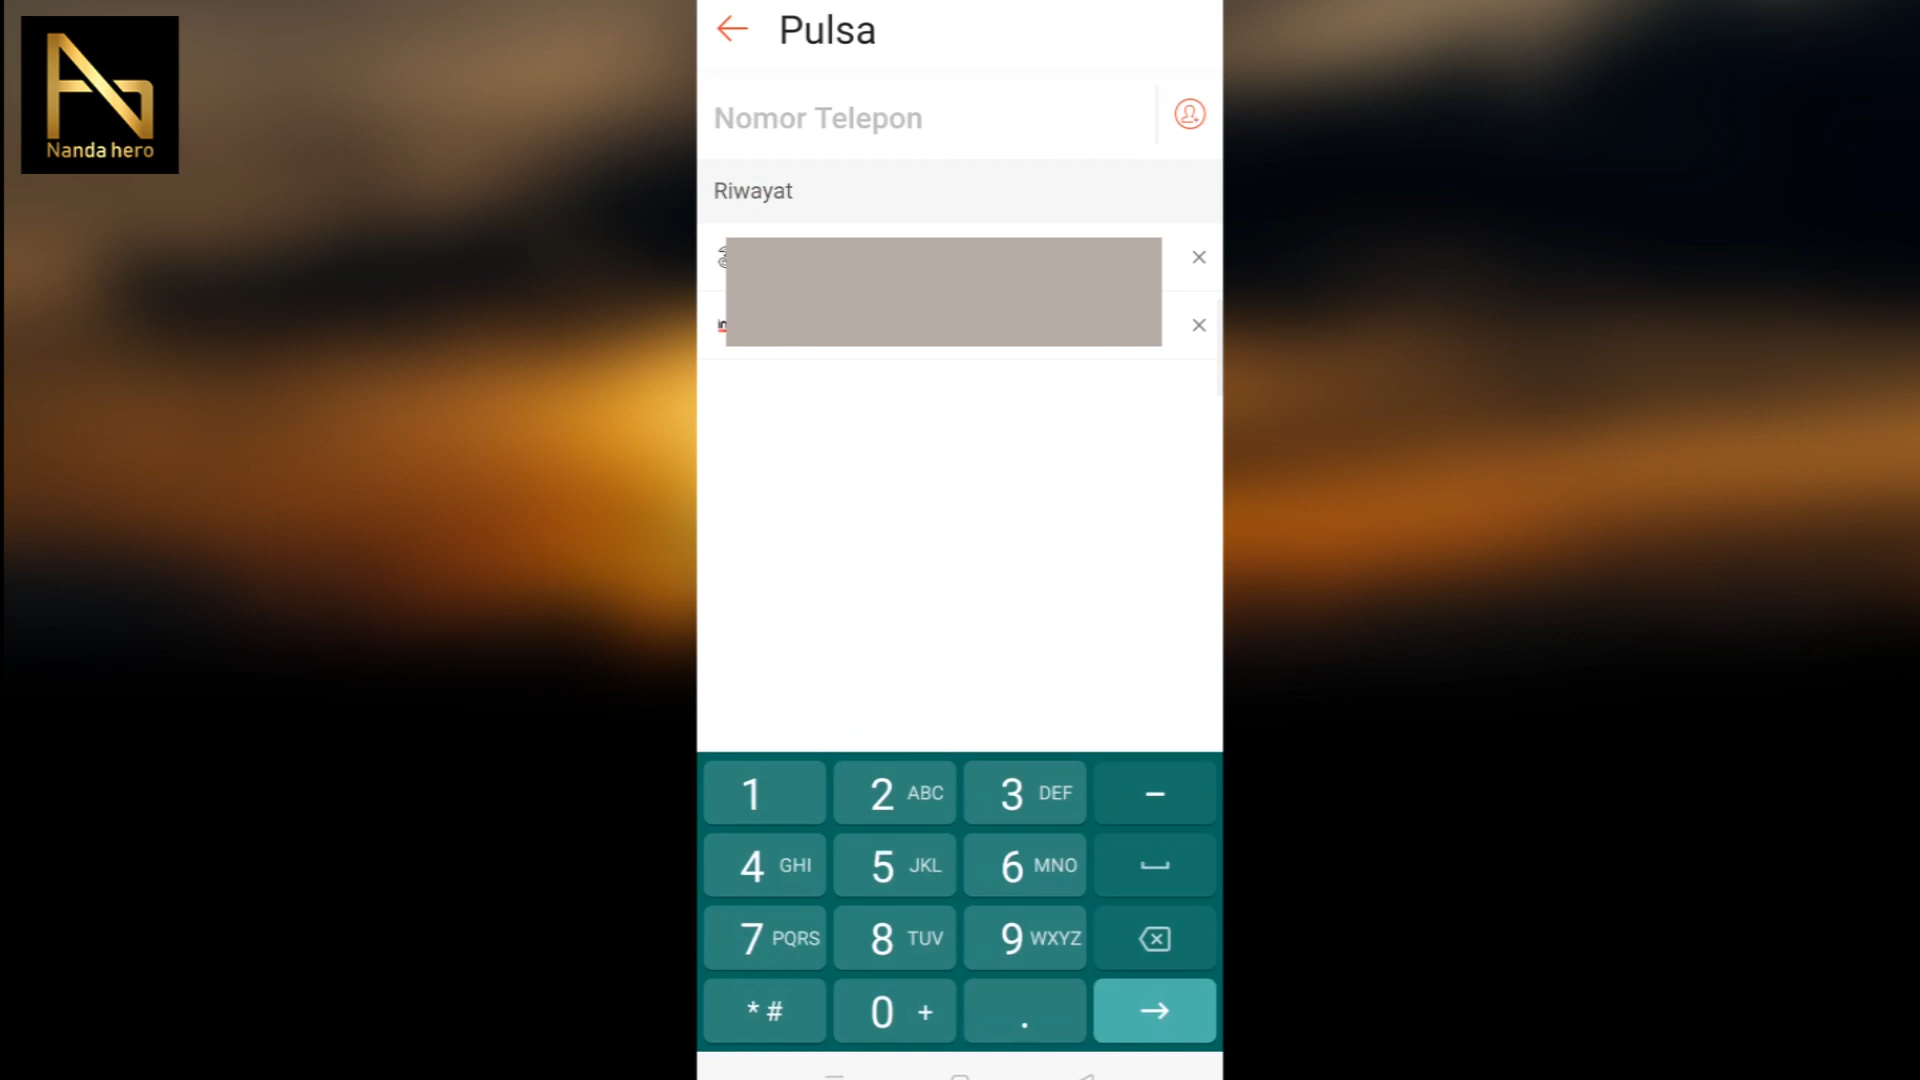 Nanda hero
Pulsa
Nomor Telepon
Riwayat
1
2 ABC
3 DEF
–
4 GHI
5 JKL
6 MNO
7 PQRS
8 TUV
9 WXYZ
* #
0 +
.